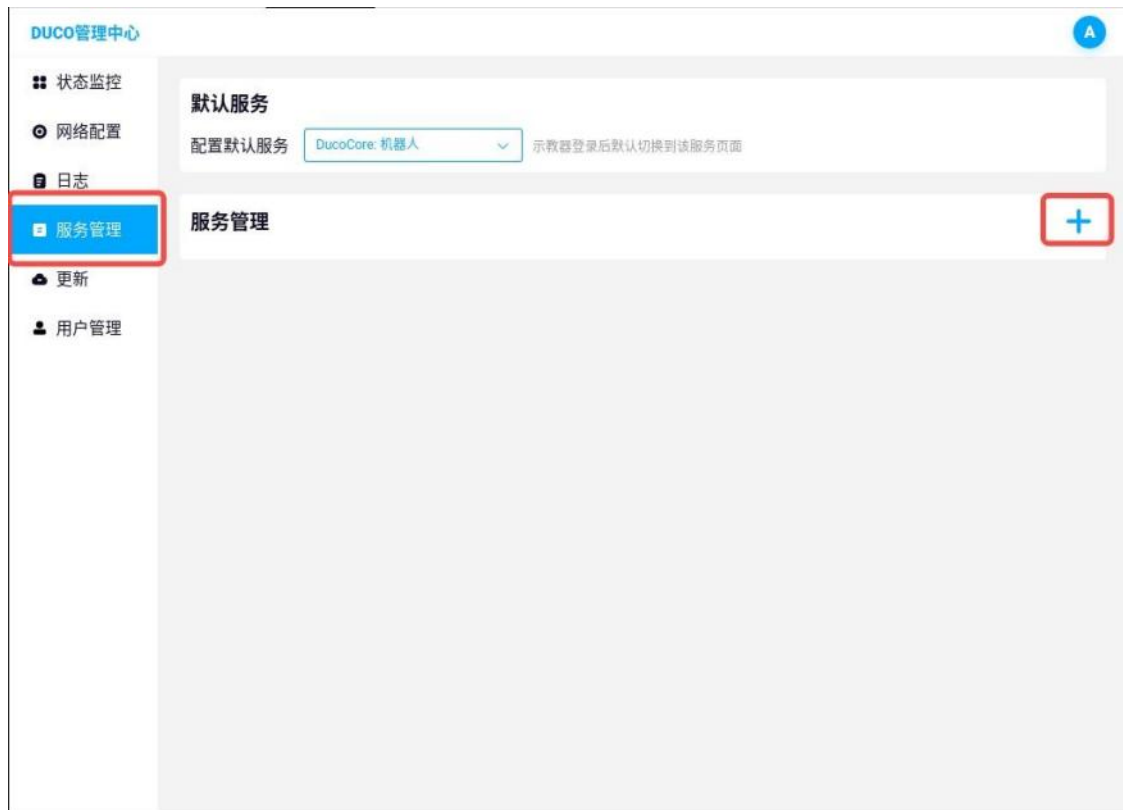 DUCO管理中心
A
状态监控
网络配置
日志
服务管理
更新
用户管理
默认服务
配置默认服务 DucoCore: 机器人 示教器登录后默认切换到该服务页面
服务管理